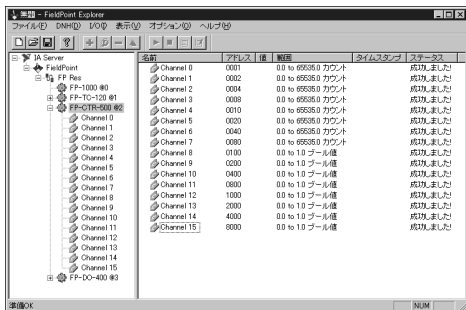 無題 - FieldPoint Explorer
ファイル(F) DNH(D) I/O(I) 表示(V) オプション(O) ヘルプ(H)
IA Server
FieldPoint
FP Res
FP-1000 @0
FP-TC-120 @1
FP-CTR-500 @2
Channel 0
Channel 1
Channel 2
Channel 3
Channel 4
Channel 5
Channel 6
Channel 7
Channel 8
Channel 9
Channel 10
Channel 11
Channel 12
Channel 13
Channel 14
Channel 15
FP-DO-400 @3
名前 アドレス 値 範囲 タイムスタンプ ステータス
Channel 0 0001 0.0 to 65535.0 カウント 成功しました!
Channel 1 0002 0.0 to 65535.0 カウント 成功しました!
Channel 2 0004 0.0 to 65535.0 カウント 成功しました!
Channel 3 0008 0.0 to 65535.0 カウント 成功しました!
Channel 4 0010 0.0 to 65535.0 カウント 成功しました!
Channel 5 0020 0.0 to 65535.0 カウント 成功しました!
Channel 6 0040 0.0 to 65535.0 カウント 成功しました!
Channel 7 0080 0.0 to 65535.0 カウント 成功しました!
Channel 8 0100 0.0 to 1.0 ブール値 成功しました!
Channel 9 0200 0.0 to 1.0 ブール値 成功しました!
Channel 10 0400 0.0 to 1.0 ブール値 成功しました!
Channel 11 0800 0.0 to 1.0 ブール値 成功しました!
Channel 12 1000 0.0 to 1.0 ブール値 成功しました!
Channel 13 2000 0.0 to 1.0 ブール値 成功しました!
Channel 14 4000 0.0 to 1.0 ブール値 成功しました!
Channel 15 8000 0.0 to 1.0 ブール値 成功しました!
準備OK NUM